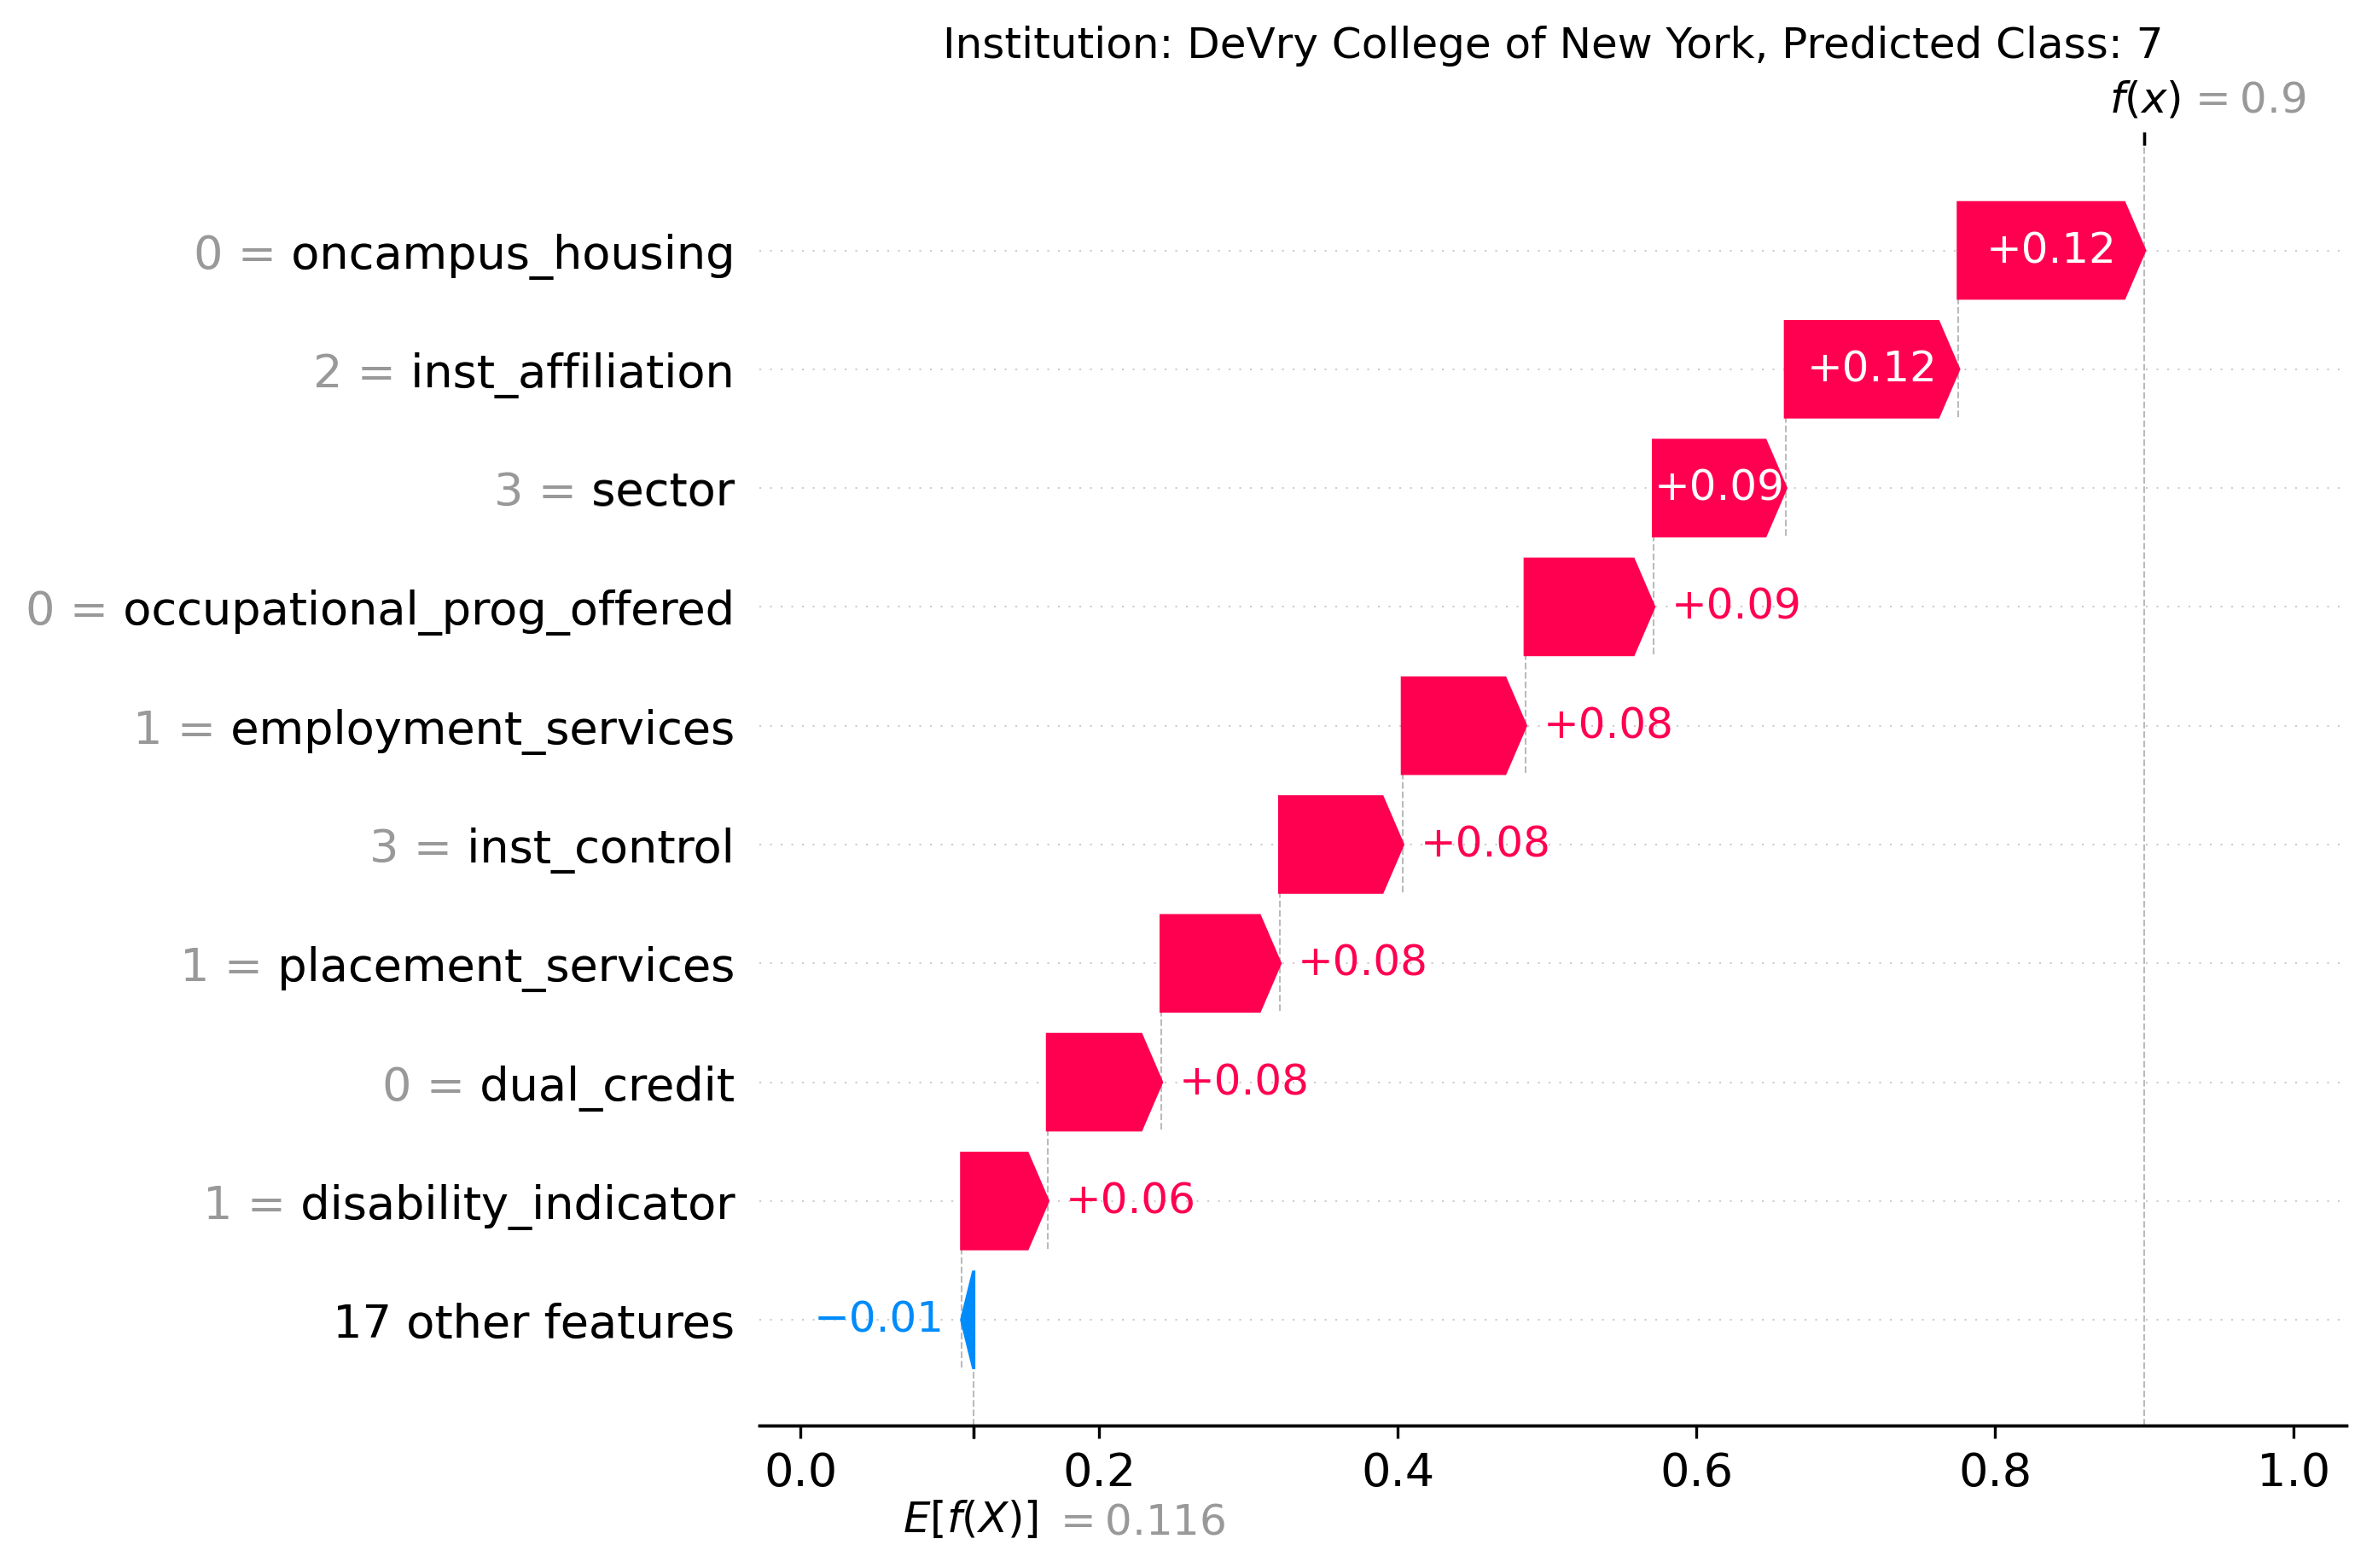 Institution: DeVry College of New York, Predicted Class: 7
f(x) = 0.9
0 = oncampus_housing +0.12
2 = inst_affiliation +0.12
3 = sector +0.09
0 = occupational_prog_offered +0.09
1 = employment_services +0.08
3 = inst_control +0.08
1 = placement_services +0.08
0 = dual_credit +0.08
1 = disability_indicator +0.06
17 other features −0.01
0.0 0.2 0.4 0.6 0.8 1.0
E[f(X)] = 0.116